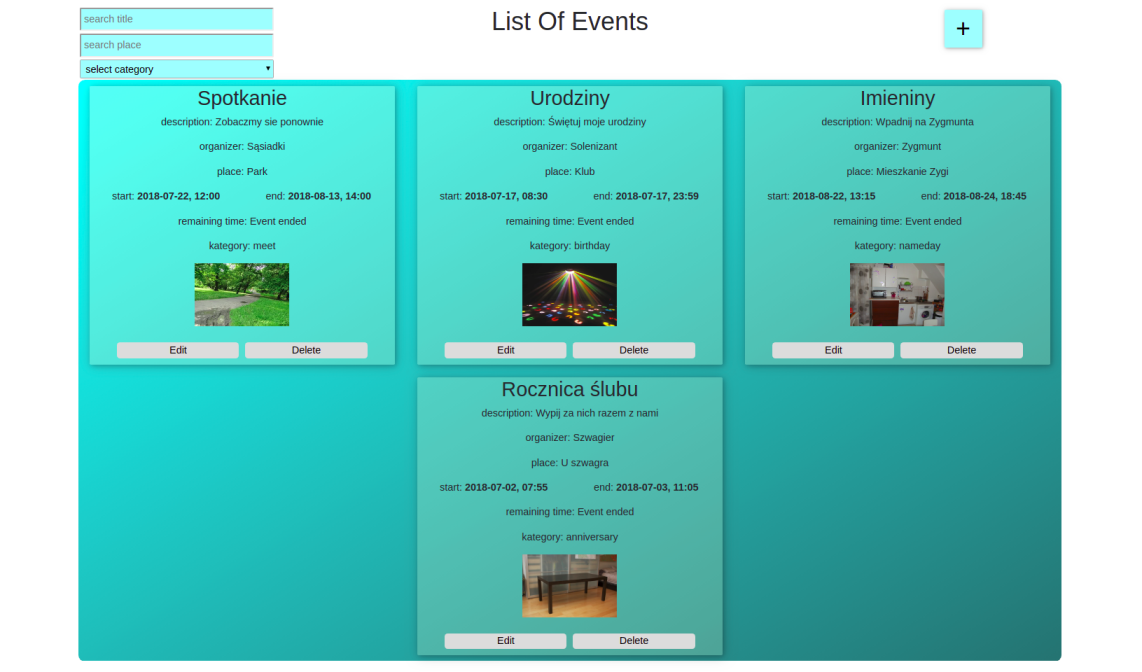 search title
List Of Events
+
search place
select category
Spotkanie
description: Zobaczmy sie ponownie
organizer: Sąsiadki
place: Park
start: 2018-07-22, 12:00 end: 2018-08-13, 14:00
remaining time: Event ended
kategory: meet
Edit Delete
Urodziny
description: Świętuj moje urodziny
organizer: Solenizant
place: Klub
start: 2018-07-17, 08:30 end: 2018-07-17, 23:59
remaining time: Event ended
kategory: birthday
Edit Delete
Imieniny
description: Wpadnij na Zygmunta
organizer: Zygmunt
place: Mieszkanie Zygi
start: 2018-08-22, 13:15 end: 2018-08-24, 18:45
remaining time: Event ended
kategory: nameday
Edit Delete
Rocznica ślubu
description: Wypij za nich razem z nami
organizer: Szwagier
place: U szwagra
start: 2018-07-02, 07:55 end: 2018-07-03, 11:05
remaining time: Event ended
kategory: anniversary
Edit Delete